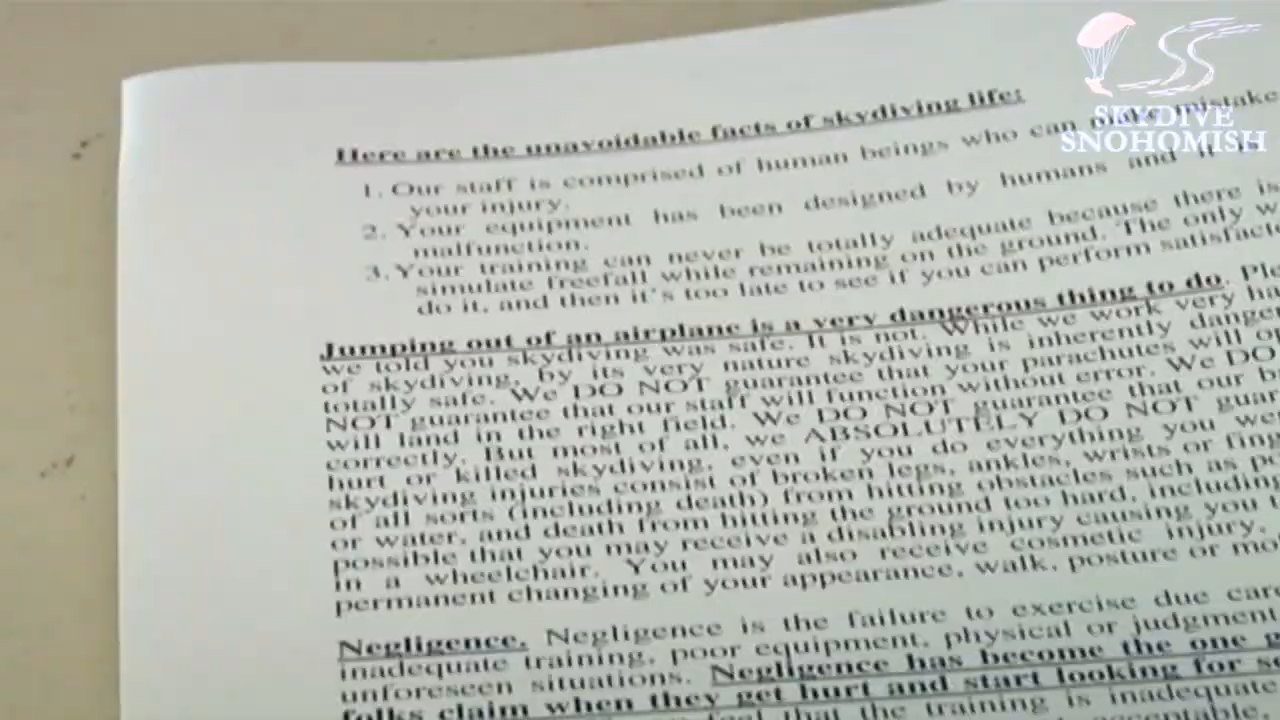 SKYDIVE
SNOHOMISH
Here are the unavoidable facts of skydiving life:
1. Our staff is comprised of human beings who can make mistake
your injury.
2. Your equipment has been designed by humans and it
malfunction.
3. Your training can never be totally adequate because there is
simulate freefall while remaining on the ground. The only w
do it, and then it's too late to see if you can perform satisfacto
Jumping out of an airplane is a very dangerous thing to do. Ple
we told you skydiving was safe. It is not. While we work very ha
of skydiving, by its very nature skydiving is inherently danger
totally safe. We DO NOT guarantee that your parachutes will o
NOT guarantee that our staff will function without error. We DO
will land in the right field. We DO NOT guarantee that our b
correctly. But most of all, we ABSOLUTELY DO NOT guar
hurt or killed skydiving, even if you do everything you we
skydiving injuries consist of broken legs, ankles, wrists or fing
of all sorts (including death) from hitting obstacles such as po
or water, and death from hitting the ground too hard, including
possible that you may receive a disabling injury causing you t
in a wheelchair. You may also receive cosmetic injury,
permanent changing of your appearance, walk, posture or mo
Negligence. Negligence is the failure to exercise due care
inadequate training, poor equipment, physical or judgment
unforeseen situations. Negligence has become the one g
folks claim when they get hurt and start looking for so
feel that the training is inadequate
acceptable.